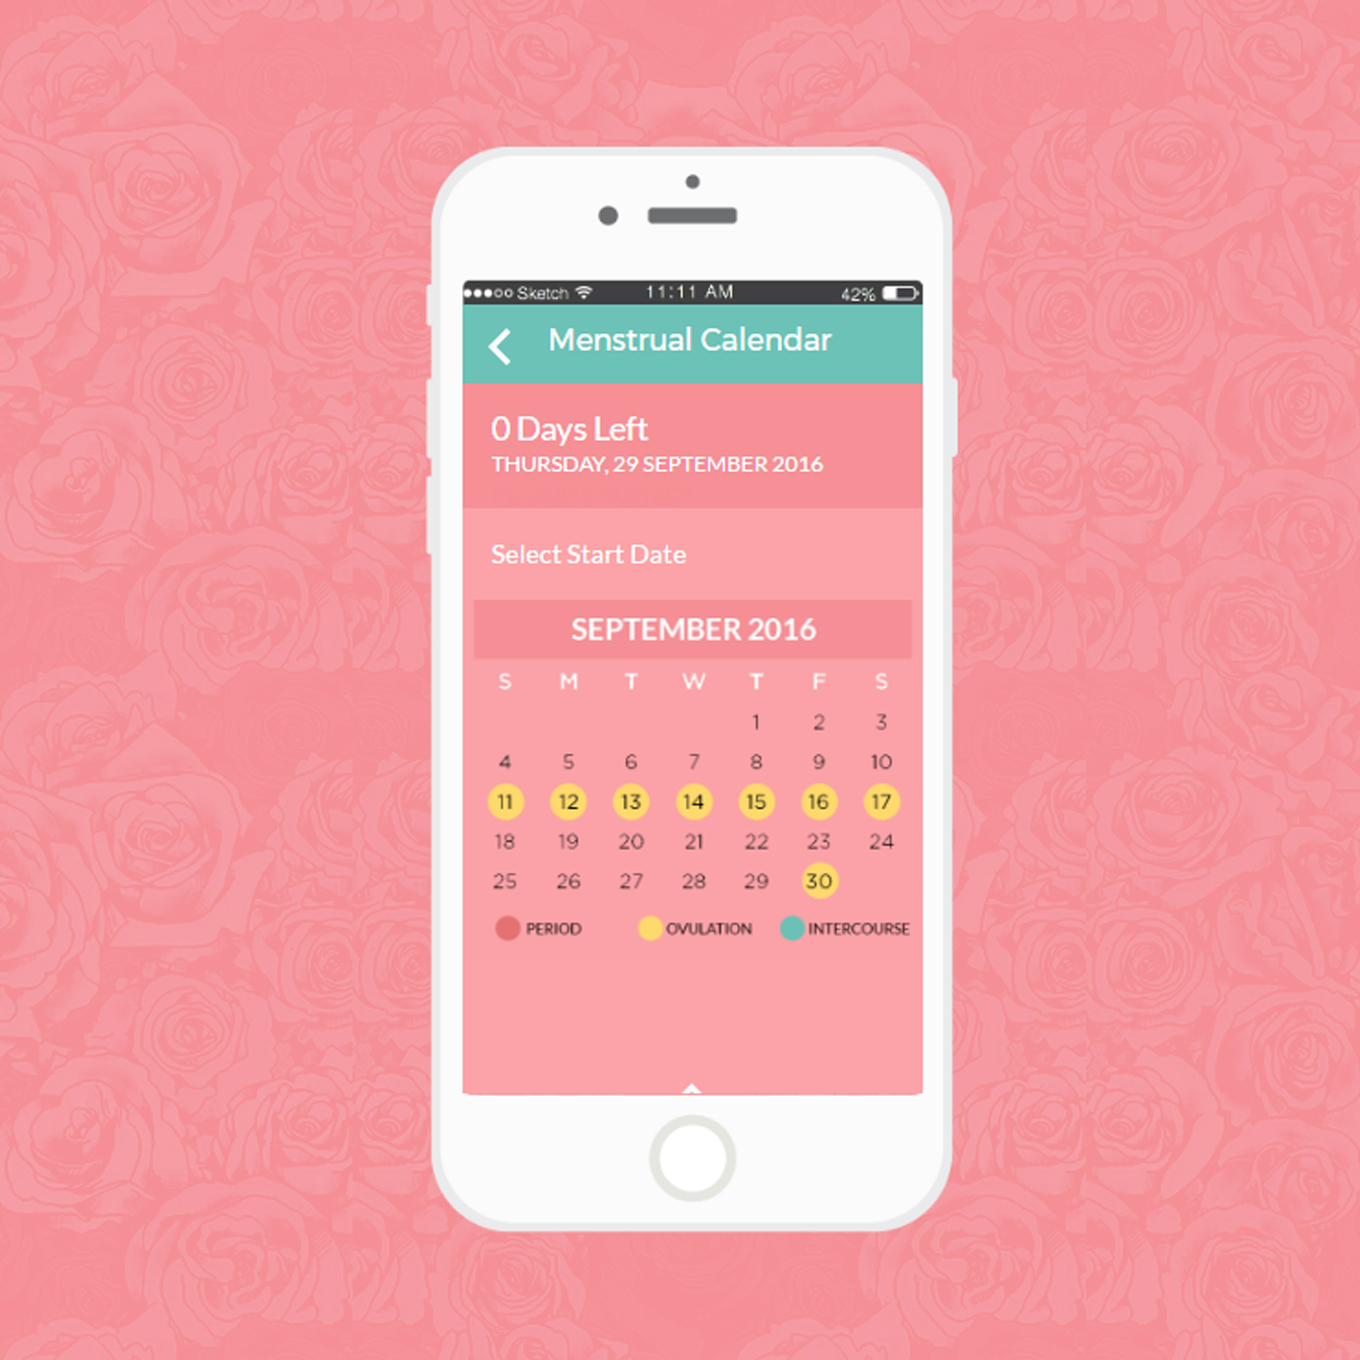 Sketch 11:11 AM 42%
Menstrual Calendar
0 Days Left
THURSDAY, 29 SEPTEMBER 2016
Select Start Date
SEPTEMBER 2016
S M T W T F S
1 2 3
4 5 6 7 8 9 10
11 12 13 14 15 16 17
18 19 20 21 22 23 24
25 26 27 28 29 30
PERIOD OVULATION INTERCOURSE